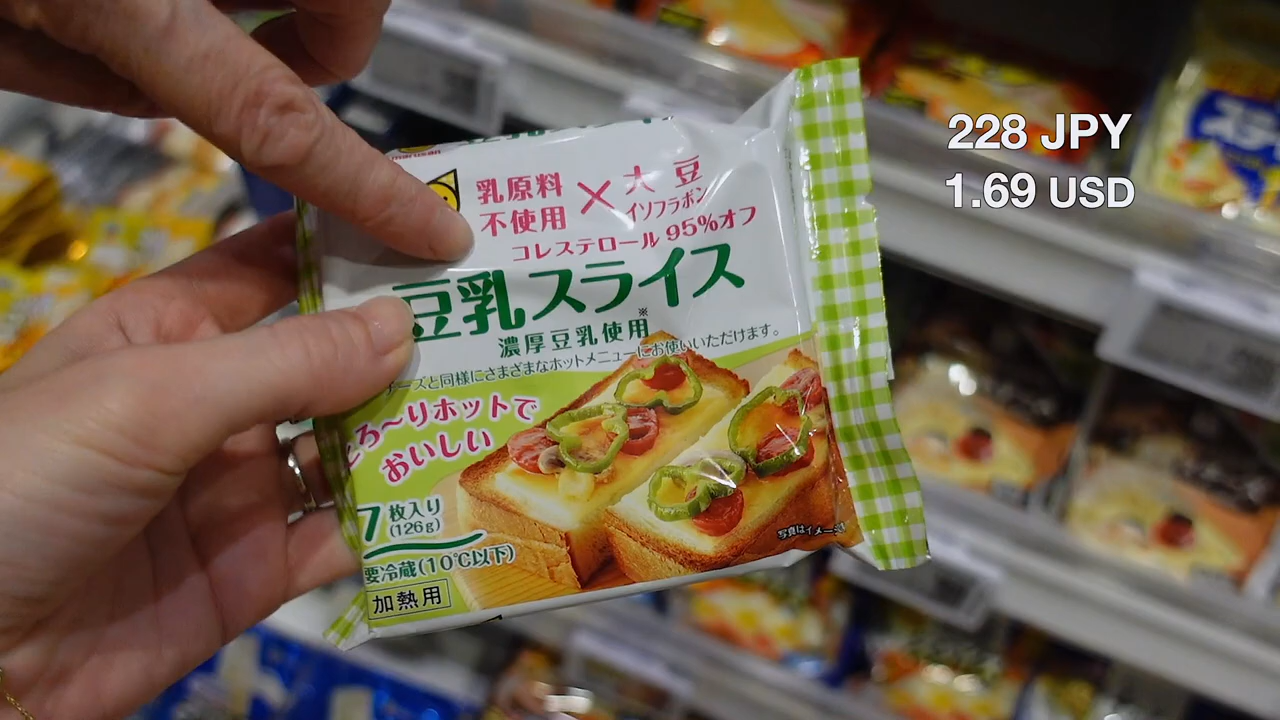 228 JPY
1.69 USD
marusan
乳原料
不使用
×
大豆
イソフラボン
コレステロール 95%オフ
豆乳スライス
濃厚豆乳使用※
ーズと同様にさまざまなホットメニューにお使いいただけます。
とろ〜りホットで
おいしい
7枚入り
(126g)
要冷蔵(10℃以下)
加熱用
写真はイメージ